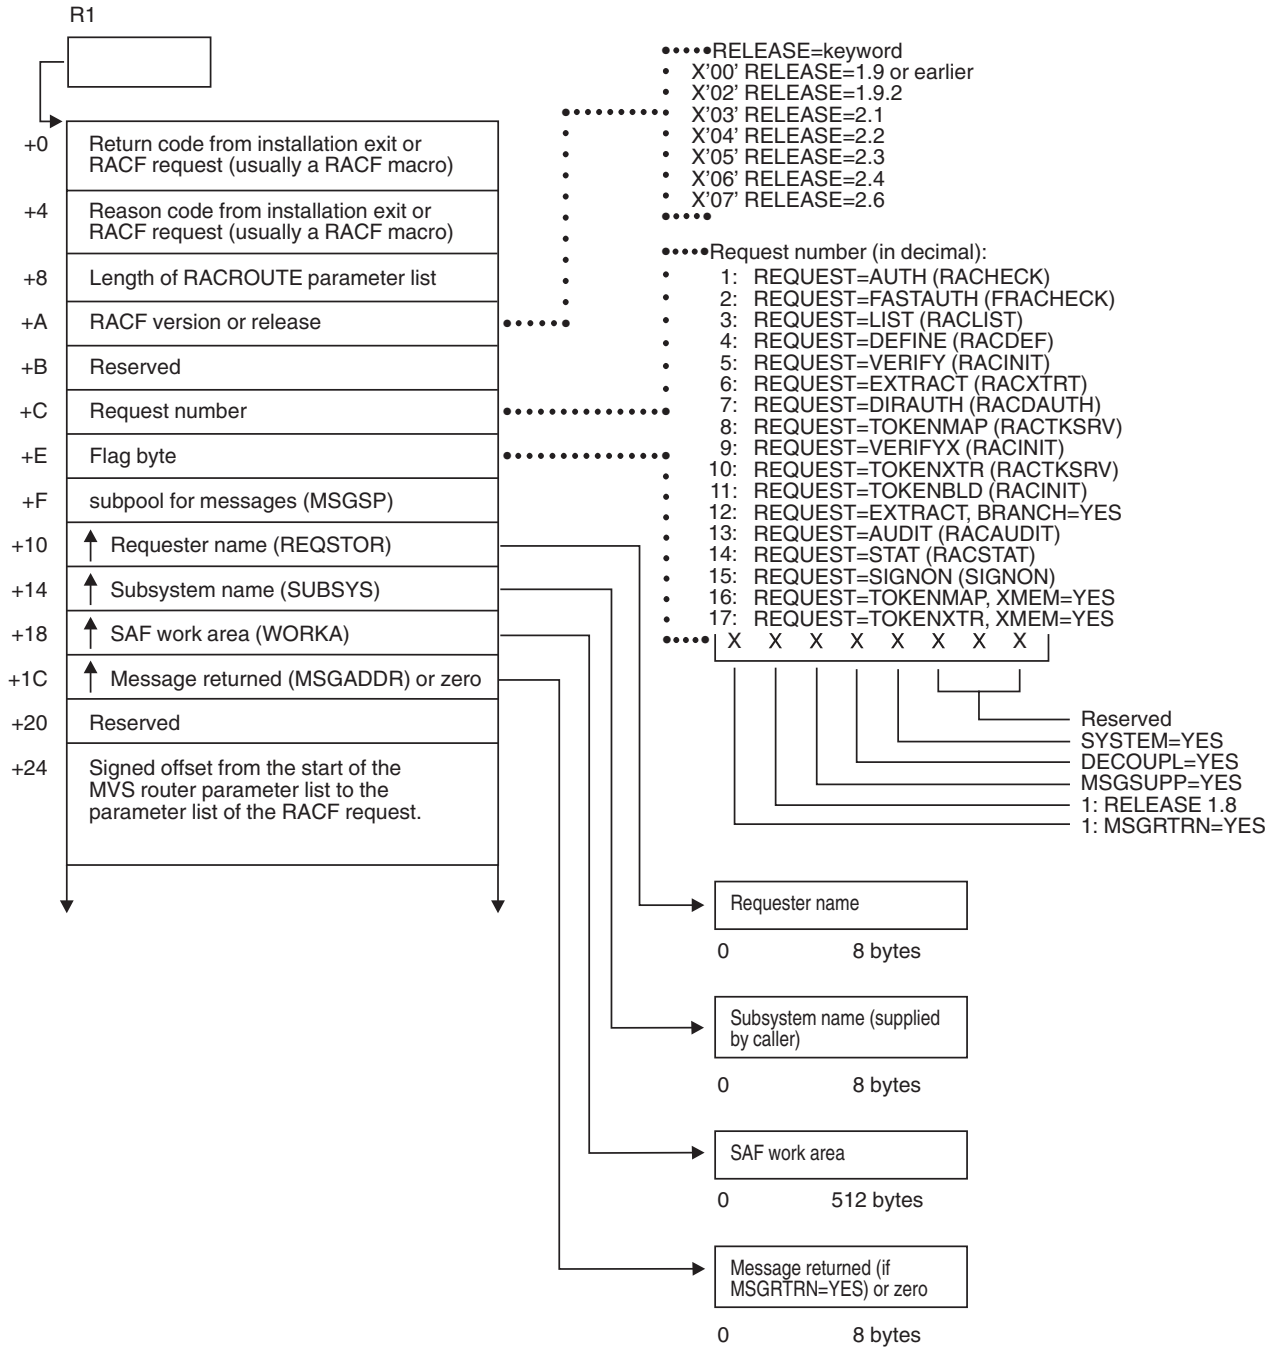 R1
+0
Return code from installation exit or
RACF request (usually a RACF macro)
+4
Reason code from installation exit or
RACF request (usually a RACF macro)
+8
Length of RACROUTE parameter list
+A
RACF version or release
+B
Reserved
+C
Request number
+E
Flag byte
+F
subpool for messages (MSGSP)
+10
Requester name (REQSTOR)
+14
Subsystem name (SUBSYS)
+18
SAF work area (WORKA)
+1C
Message returned (MSGADDR) or zero
+20
Reserved
+24
Signed offset from the start of the
MVS router parameter list to the
parameter list of the RACF request.
RELEASE=keyword
X'00' RELEASE=1.9 or earlier
X'02' RELEASE=1.9.2
X'03' RELEASE=2.1
X'04' RELEASE=2.2
X'05' RELEASE=2.3
X'06' RELEASE=2.4
X'07' RELEASE=2.6
Request number (in decimal):
1: REQUEST=AUTH (RACHECK)
2: REQUEST=FASTAUTH (FRACHECK)
3: REQUEST=LIST (RACLIST)
4: REQUEST=DEFINE (RACDEF)
5: REQUEST=VERIFY (RACINIT)
6: REQUEST=EXTRACT (RACXTRT)
7: REQUEST=DIRAUTH (RACDAUTH)
8: REQUEST=TOKENMAP (RACTKSRV)
9: REQUEST=VERIFYX (RACINIT)
10: REQUEST=TOKENXTR (RACTKSRV)
11: REQUEST=TOKENBLD (RACINIT)
12: REQUEST=EXTRACT, BRANCH=YES
13: REQUEST=AUDIT (RACAUDIT)
14: REQUEST=STAT (RACSTAT)
15: REQUEST=SIGNON (SIGNON)
16: REQUEST=TOKENMAP, XMEM=YES
17: REQUEST=TOKENXTR, XMEM=YES
X X X X X X X X
Reserved
SYSTEM=YES
DECOUPL=YES
MSGSUPP=YES
1: RELEASE 1.8
1: MSGRTRN=YES
Requester name
0 8 bytes
Subsystem name (supplied
by caller)
0 8 bytes
SAF work area
0 512 bytes
Message returned (if
MSGRTRN=YES) or zero
0 8 bytes